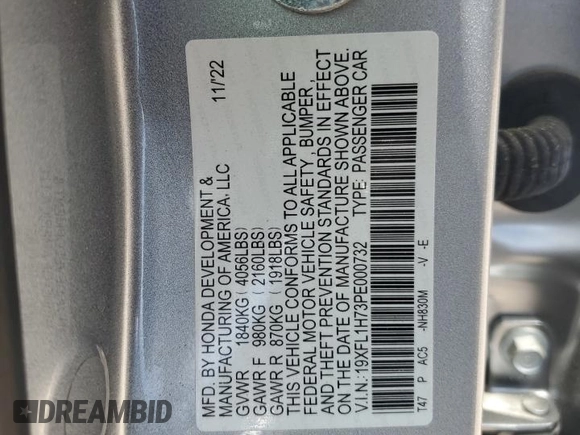 MFD. BY HONDA DEVELOPMENT & 11/'22
MANUFACTURING OF AMERICA, LLC
GVWR 1840KG ( 4056LBS)
GAWR F 980KG ( 2160LBS)
GAWR R 870KG ( 1918LBS)
THIS VEHICLE CONFORMS TO ALL APPLICABLE
FEDERAL MOTOR VEHICLE SAFETY, BUMPER,
AND THEFT PREVENTION STANDARDS IN EFFECT
ON THE DATE OF MANUFACTURE SHOWN ABOVE.
V.I.N.: 19XFL1H73PE000732 TYPE: PASSENGER CAR
T47 P AC5 -NH830M -V -E
DREAMBID